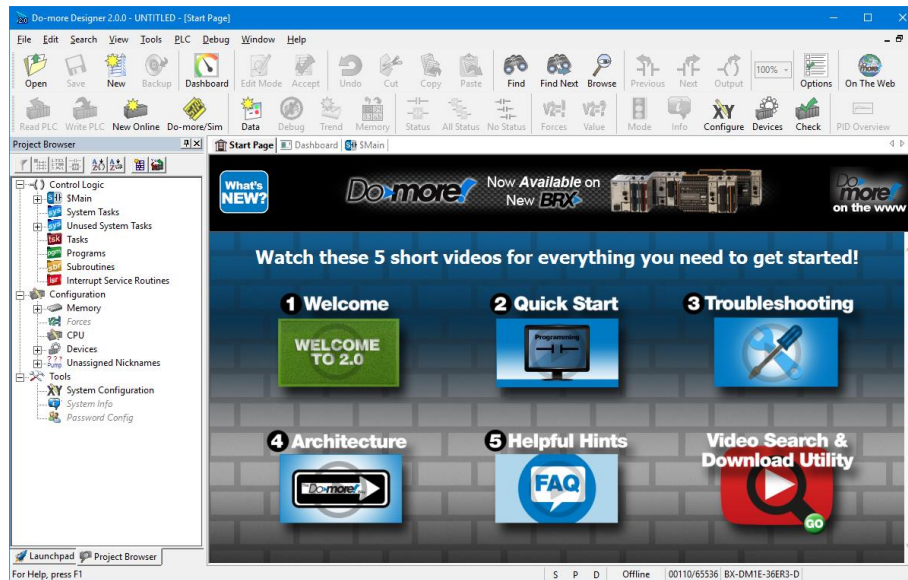 Do-more Designer 2.0.0 - UNTITLED - [Start Page]
File Edit Search View Tools PLC Debug Window Help
Open Save New Backup Dashboard Edit Mode Accept Undo Cut Copy Paste Find Find Next Browse Previous Next Output 100% Options On The Web
Read PLC Write PLC New Online Do-more/Sim Data Debug Trend Memory Status All Status No Status Forces Value Mode Info Configure Devices Check PID Overview
Project Browser
Start Page Dashboard $Main
Control Logic
$Main
System Tasks
Unused System Tasks
Tasks
Programs
Subroutines
Interrupt Service Routines
Configuration
Memory
Forces
CPU
Devices
Unassigned Nicknames
Tools
System Configuration
System Info
Password Config
Launchpad Project Browser
What's NEW?
Do-more!
Now Available on
New BRX
Do-more!
on the www
Watch these 5 short videos for everything you need to get started!
1 Welcome
WELCOME
TO 2.0
2 Quick Start
Programming
3 Troubleshooting
4 Architecture
Do-more!
5 Helpful Hints
FAQ
Video Search &
Download Utility
GO
For Help, press F1
S P D Offline 00110/65536 BX-DM1E-36ER3-D